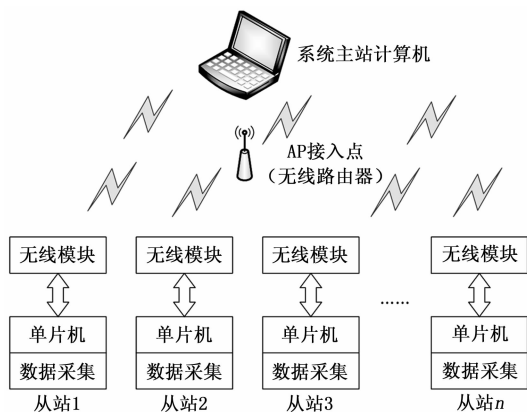 系统主站计算机
AP接入点
（无线路由器）
无线模块 无线模块 无线模块 无线模块
......
单片机 单片机 单片机 单片机
数据采集 数据采集 数据采集 数据采集
从站1 从站2 从站3 从站n